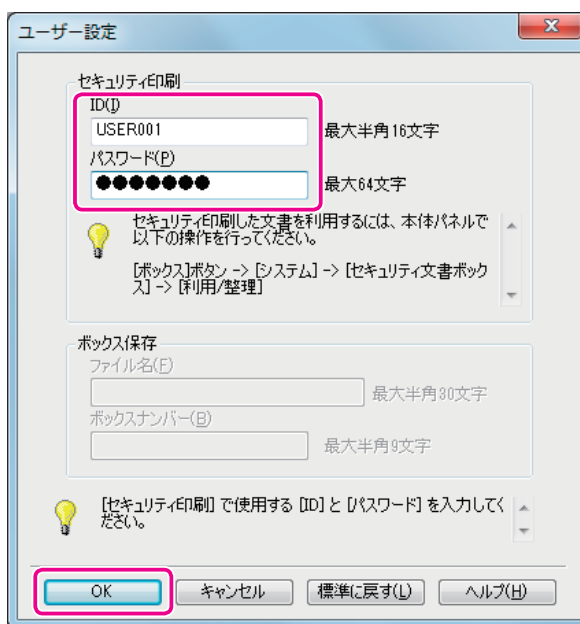 ユーザー設定
セキュリティ印刷
ID(I)
USER001
最大半角16文字
パスワード(P)
●●●●●●●
最大64文字
セキュリティ印刷した文書を利用するには、本体パネルで
以下の操作を行ってください。
[ボックス]ボタン -> [システム] -> [セキュリティ文書ボック
ス] -> [利用/整理]
ボックス保存
ファイル名(F)
最大半角30文字
ボックスナンバー(B)
最大半角9文字
[セキュリティ印刷] で使用する [ID] と [パスワード] を入力してく
ださい。
OK
キャンセル
標準に戻す(L)
ヘルプ(H)